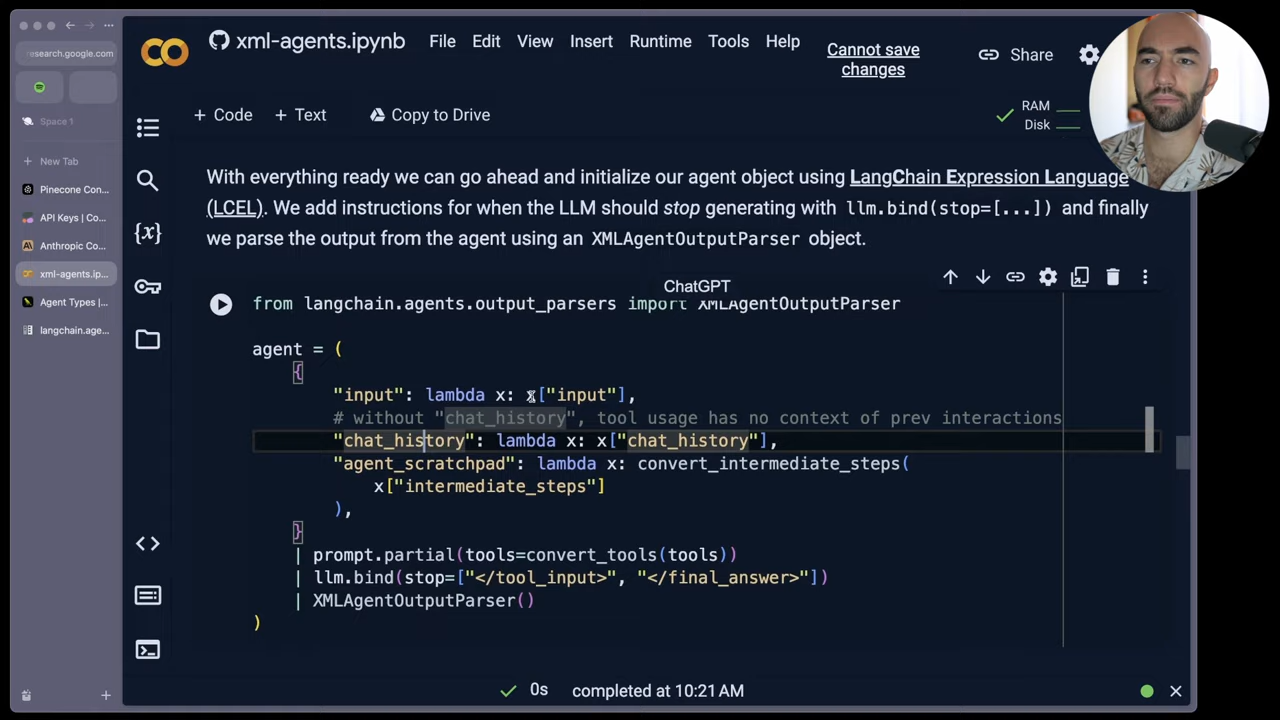 research.google.com
Space 1
New Tab
Pinecone Con...
API Keys | Co...
Anthropic Co...
xml-agents.ip...
Agent Types |...
langchain.age...
xml-agents.ipynb
File Edit View Insert Runtime Tools Help
Cannot save
changes
Share
+ Code + Text Copy to Drive
RAM
Disk
With everything ready we can go ahead and initialize our agent object using LangChain Expression Language
(LCEL). We add instructions for when the LLM should stop generating with llm.bind(stop=[...]) and finally
we parse the output from the agent using an XMLAgentOutputParser object.
ChatGPT
from langchain.agents.output_parsers import XMLAgentOutputParser
agent = (
{
"input": lambda x: x["input"],
# without "chat_history", tool usage has no context of prev interactions
"chat_history": lambda x: x["chat_history"],
"agent_scratchpad": lambda x: convert_intermediate_steps(
x["intermediate_steps"]
),
}
| prompt.partial(tools=convert_tools(tools))
| llm.bind(stop=["</tool_input>", "</final_answer>"])
| XMLAgentOutputParser()
)
0s completed at 10:21 AM